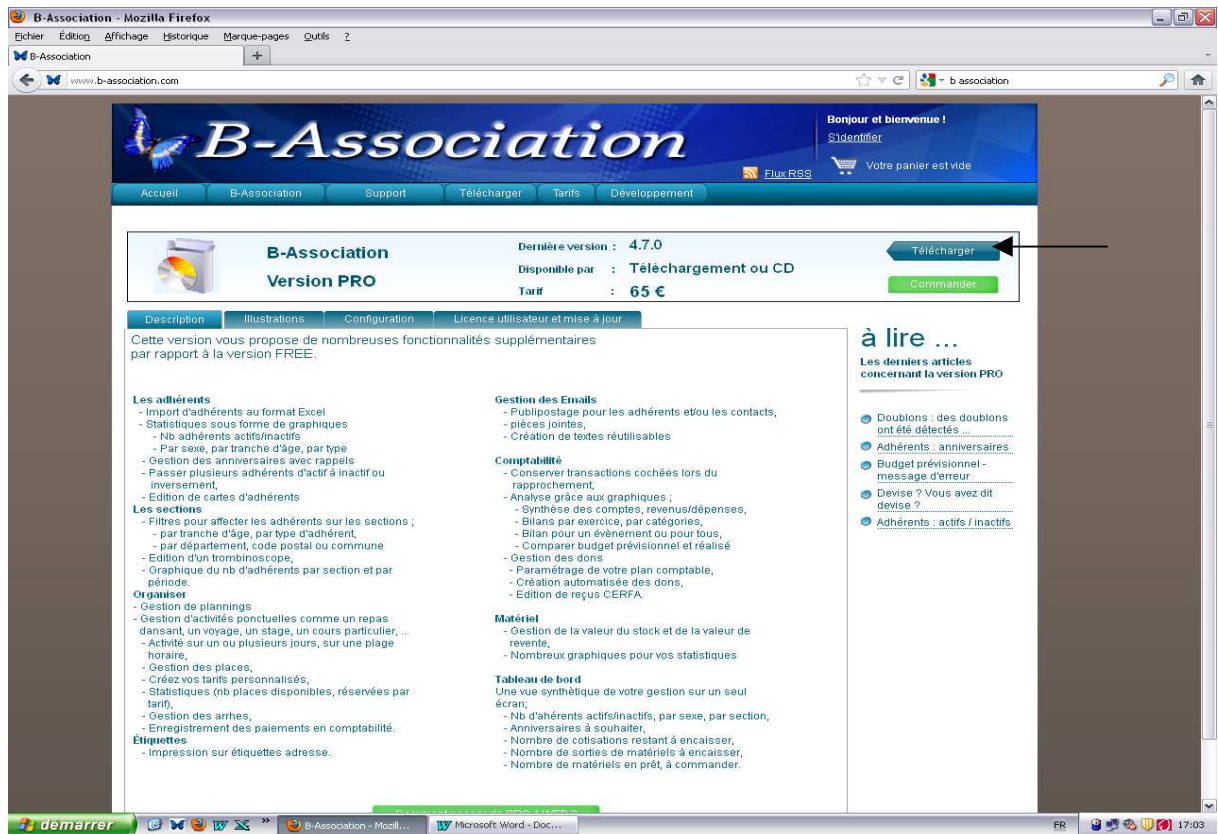 B-Association - Mozilla Firefox
Fichier Édition Affichage Historique Marque-pages Outils ?
B-Association
www.b-association.com
b association
B-Association
Bonjour et bienvenue !
S'identifier
Votre panier est vide
Flux RSS
Accueil B-Association Support Télécharger Tarifs Développement
B-Association
Version PRO
Dernière version : 4.7.0
Disponible par : Téléchargement ou CD
Tarif : 65 €
Télécharger
Commander
Description Illustrations Configuration Licence utilisateur et mise à jour
Cette version vous propose de nombreuses fonctionnalités supplémentaires
par rapport à la version FREE.
Les adhérents
- Import d'adhérents au format Excel
- Statistiques sous forme de graphiques
- Nb adhérents actifs/inactifs
- Par sexe, par tranche d'âge, par type
- Gestion des anniversaires avec rappels
- Passer plusieurs adhérents d'actif à inactif ou
inversement,
- Edition de cartes d'adhérents
Les sections
- Filtres pour affecter les adhérents sur les sections ;
- par tranche d'âge, par type d'adhérent,
- par département, code postal ou commune
- Edition d'un trombinoscope,
- Graphique du nb d'adhérents par section et par
période.
Organiser
- Gestion de plannings
- Gestion d'activités ponctuelles comme un repas
dansant, un voyage, un stage, un cours particulier, ...
- Activité sur un ou plusieurs jours, sur une plage
horaire,
- Gestion des places,
- Créez vos tarifs personnalisés,
- Statistiques (nb places disponibles, réservées par
tarif),
- Gestion des arrhes,
- Enregistrement des paiements en comptabilité.
Étiquettes
- Impression sur étiquettes adresse.
Gestion des Emails
- Publipostage pour les adhérents et/ou les contacts,
- pièces jointes,
- Création de textes réutilisables
Comptabilité
- Conserver transactions cochées lors du
rapprochement,
- Analyse grâce aux graphiques ;
- Synthèse des comptes, revenus/dépenses,
- Bilans par exercice, par catégories,
- Bilan pour un évènement ou pour tous,
- Comparer budget prévisionnel et réalisé
- Gestion des dons
- Paramétrage de votre plan comptable,
- Création automatisée des dons,
- Edition de reçus CERFA.
Matériel
- Gestion de la valeur du stock et de la valeur de
revente,
- Nombreux graphiques pour vos statistiques
Tableau de bord
Une vue synthétique de votre gestion sur un seul
écran;
- Nb d'ahérents actifs/inactifs, par sexe, par section,
- Anniversaires à souhaiter,
- Nombre de cotisations restant à encaisser,
- Nombre de sorties de matériels à encaisser,
- Nombre de matériels en prêt, à commander.
à lire ...
Les derniers articles
concernant la version PRO
Doublons : des doublons
ont été détectés ...
Adhérents : anniversaires
Budget prévisionnel -
message d'erreur
Devise ? Vous avez dit
devise ?
Adhérents : actifs / inactifs
démarrer
B-Association - Mozill...
Microsoft Word - Doc...
FR
17:03